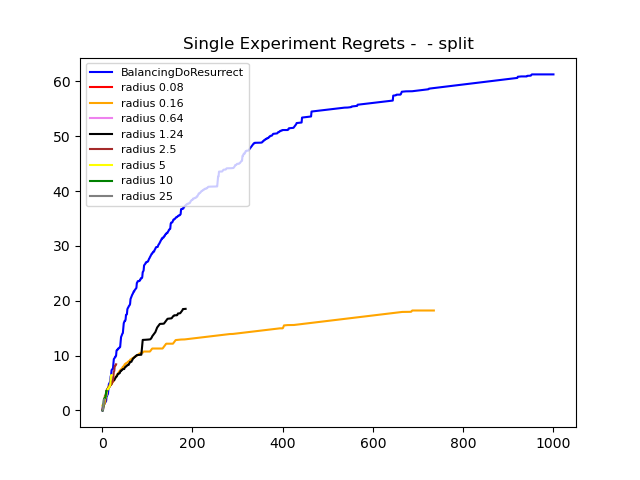 Single Experiment Regrets -  - split
BalancingDoResurrect
radius 0.08
radius 0.16
radius 0.64
radius 1.24
radius 2.5
radius 5
radius 10
radius 25
60
50
40
30
20
10
0
0 200 400 600 800 1000